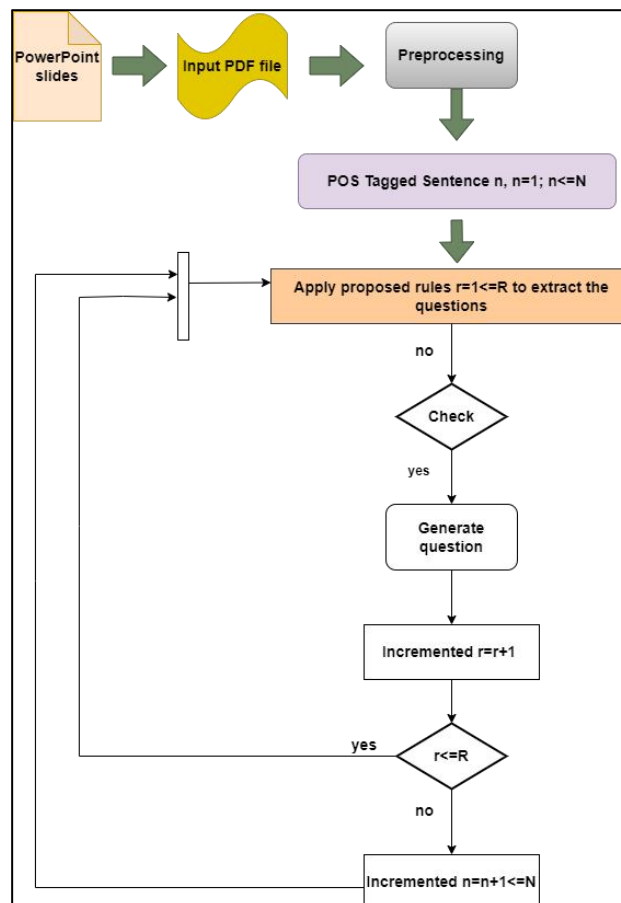 PowerPoint
slides
Input PDF file
Preprocessing
POS Tagged Sentence n, n=1; n<=N
Apply proposed rules r=1<=R to extract the
questions
no
Check
yes
Generate
question
Incremented r=r+1
yes
r<=R
no
Incremented n=n+1<=N